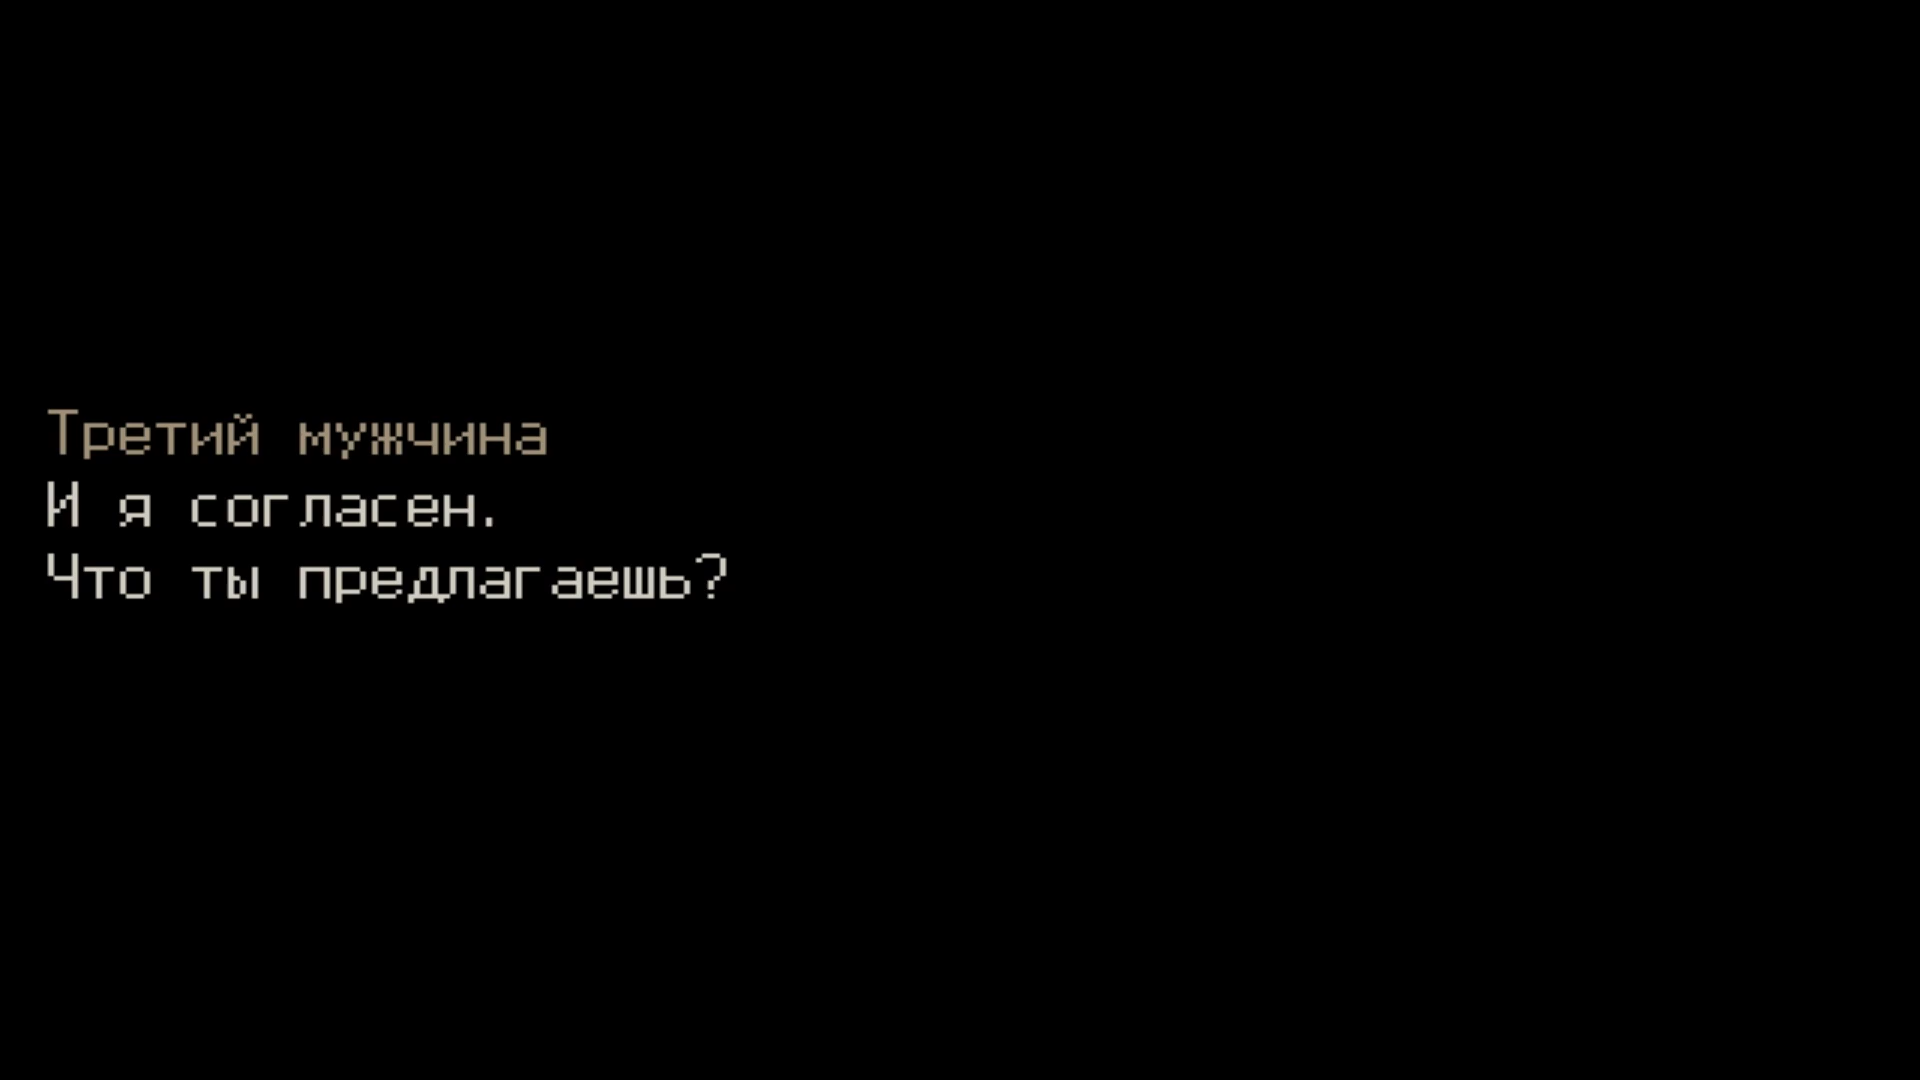 Третий мужчина
И я согласен.
Что ты предлагаешь?